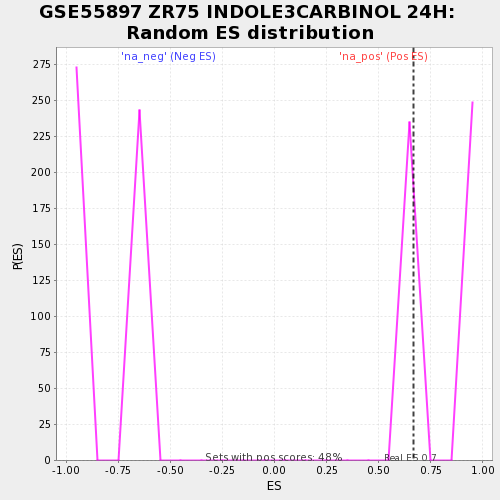 GSE55897 ZR75 INDOLE3CARBINOL 24H:
Random ES distribution
'na_neg' (Neg ES)
'na_pos' (Pos ES)
275
250
225
200
175
150
125
100
75
50
25
0
P(ES)
Sets with pos scores: 48%
Real ES 0.7
-1.00
-0.75
-0.50
-0.25
0.00
0.25
0.50
0.75
1.00
ES